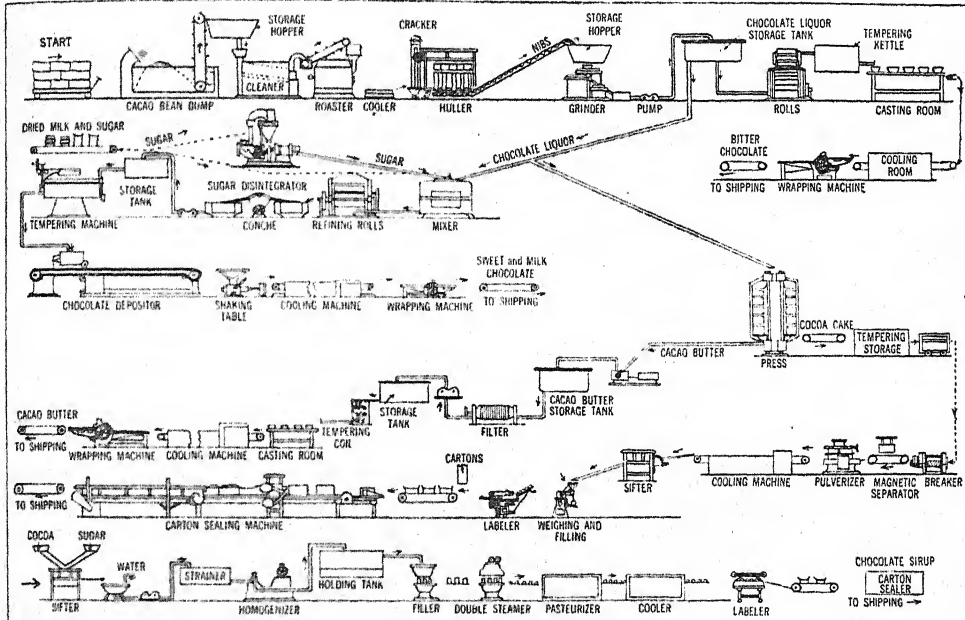 START
CACAO BEAN DUMP
STORAGE
HOPPER
CLEANER
ROASTER
COOLER
CRACKER
HULLER
NIBS
STORAGE
HOPPER
GRINDER
PUMP
CHOCOLATE LIQUOR
STORAGE TANK
ROLLS
TEMPERING
KETTLE
CASTING ROOM
DRIED MILK AND SUGAR
SUGAR
SUGAR
CHOCOLATE LIQUOR
BITTER
CHOCOLATE
TO SHIPPING
WRAPPING MACHINE
COOLING
ROOM
TEMPERING MACHINE
STORAGE
TANK
SUGAR DISINTEGRATOR
CONCHE
REFINING ROLLS
MIXER
CHOCOLATE DEPOSITOR
SHAKING
TABLE
COOLING MACHINE
WRAPPING MACHINE
SWEET and MILK
CHOCOLATE
TO SHIPPING
PRESS
COCOA CAKE
TEMPERING
STORAGE
CACAO BUTTER
CACAO BUTTER
STORAGE TANK
FILTER
STORAGE
TANK
TEMPERING
COIL
CASTING ROOM
COOLING MACHINE
WRAPPING MACHINE
CACAO BUTTER
TO SHIPPING
BREAKER
MAGNETIC
SEPARATOR
PULVERIZER
COOLING MACHINE
SIFTER
WEIGHING AND
FILLING
LABELER
CARTONS
CARTON SEALING MACHINE
TO SHIPPING
COCOA
SUGAR
SIFTER
WATER
STRAINER
HOMOGENIZER
HOLDING TANK
FILLER
DOUBLE STEAMER
PASTEURIZER
COOLER
LABELER
CHOCOLATE SIRUP
CARTON
SEALER
TO SHIPPING